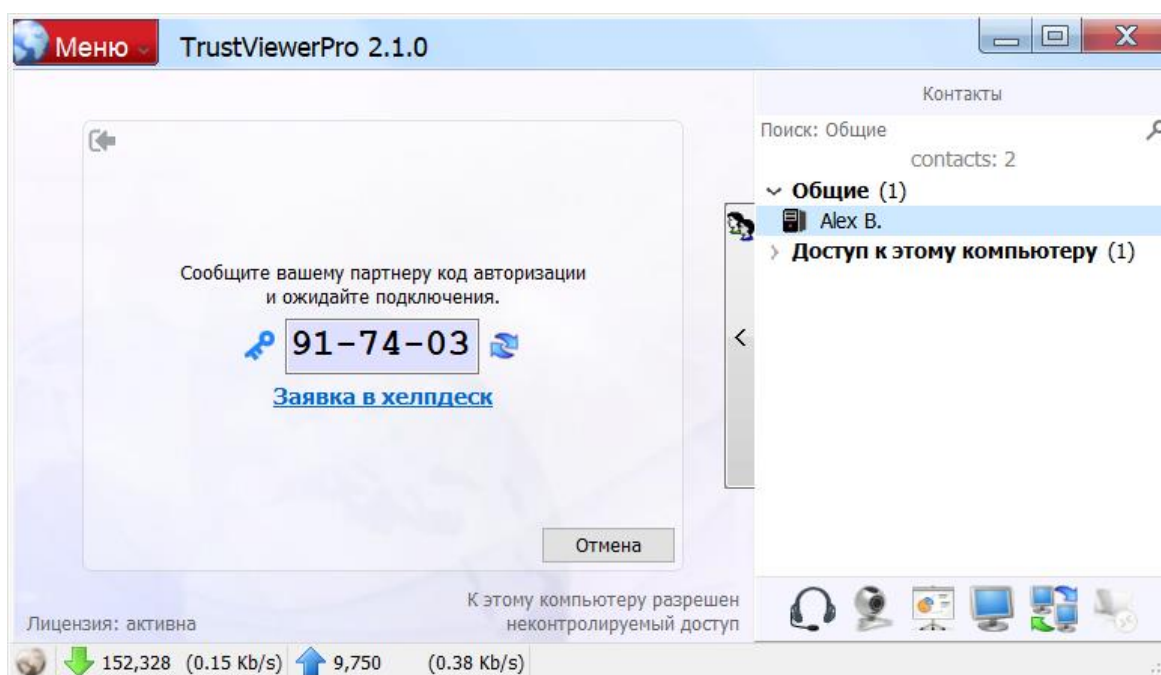 Меню
TrustViewerPro 2.1.0
Сообщите вашему партнеру код авторизации
и ожидайте подключения.
91-74-03
Заявка в хелпдеск
Отмена
К этому компьютеру разрешен
неконтролируемый доступ
Лицензия: активна
Контакты
Поиск: Общие
contacts: 2
Общие (1)
Alex B.
Доступ к этому компьютеру (1)
152,328 (0.15 Kb/s) 9,750 (0.38 Kb/s)